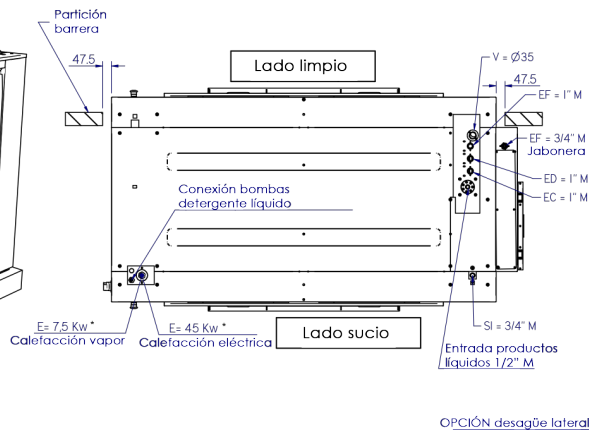 Partición
barrera
47.5
Lado limpio
V = Ø35
47.5
EF = 1" M
EF = 3/4" M
Jabonera
ED = 1" M
EC = 1" M
Conexión bombas
detergente líquido
E= 7,5 Kw *
Calefacción vapor
E= 45 Kw *
Calefacción eléctrica
Lado sucio
SI = 3/4" M
Entrada productos
líquidos 1/2" M
OPCIÓN desagüe lateral